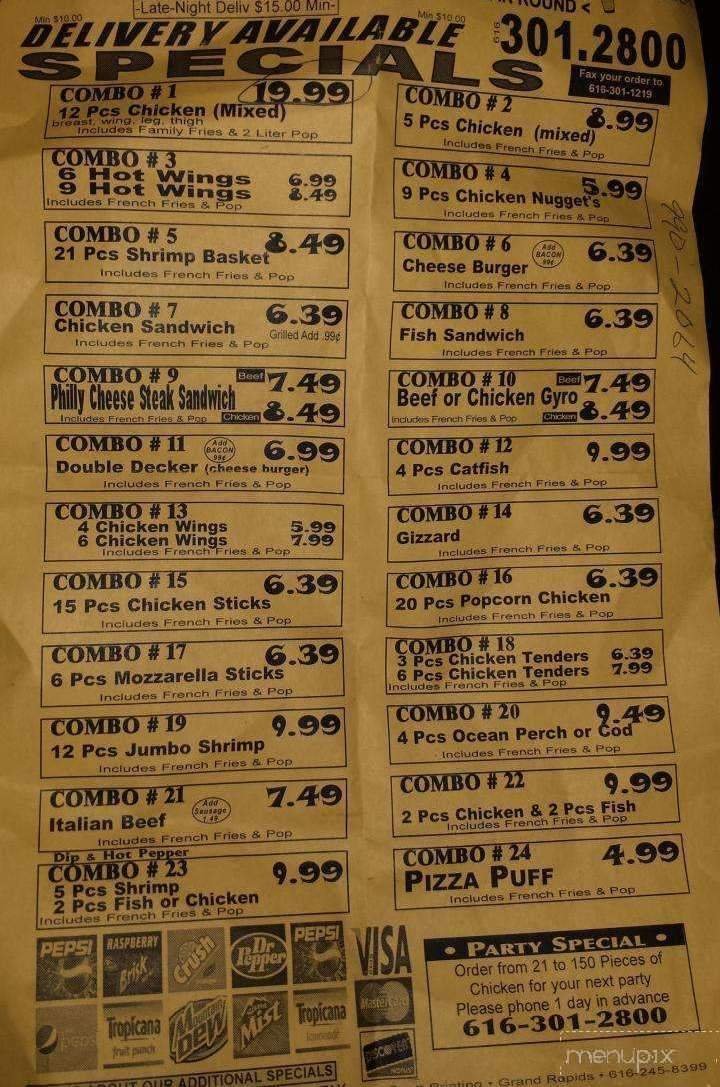 -Late-Night Deliv $15.00 Min-
Min $10.00
Min $10.00
ROUND <
DELIVERY AVAILABLE
616
301.2800
SPECIALS
Fax your order to
616-301-1219
COMBO # 1 19.99
12 Pcs Chicken (Mixed)
breast, wing, leg, thigh
Includes Family Fries & 2 Liter Pop
COMBO # 2 8.99
5 Pcs Chicken (mixed)
Includes French Fries & Pop
COMBO # 3
6 Hot Wings 6.99
9 Hot Wings 8.49
Includes French Fries & Pop
COMBO # 4 5.99
9 Pcs Chicken Nugget's
Includes French Fries & Pop
COMBO # 5 8.49
21 Pcs Shrimp Basket
Includes French Fries & Pop
COMBO # 6 Add BACON 99¢ 6.39
Cheese Burger
Includes French Fries & Pop
COMBO # 7 6.39
Chicken Sandwich Grilled Add .99¢
Includes French Fries & Pop
COMBO # 8 6.39
Fish Sandwich
Includes French Fries & Pop
COMBO # 9 Beef 7.49
Philly Cheese Steak Sandwich
Includes French Fries & Pop Chicken 8.49
COMBO # 10 Beef 7.49
Beef or Chicken Gyro
Includes French Fries & Pop Chicken 8.49
COMBO # 11 Add BACON 99¢ 6.99
Double Decker (cheese burger)
Includes French Fries & Pop
COMBO # 12 9.99
4 Pcs Catfish
Includes French Fries & Pop
COMBO # 13
4 Chicken Wings 5.99
6 Chicken Wings 7.99
Includes French Fries & Pop
COMBO # 14 6.39
Gizzard
Includes French Fries & Pop
COMBO # 15 6.39
15 Pcs Chicken Sticks
Includes French Fries & Pop
COMBO # 16 6.39
20 Pcs Popcorn Chicken
Includes French Fries & Pop
COMBO # 17 6.39
6 Pcs Mozzarella Sticks
Includes French Fries & Pop
COMBO # 18
3 Pcs Chicken Tenders 6.39
6 Pcs Chicken Tenders 7.99
Includes French Fries & Pop
COMBO # 19 9.99
12 Pcs Jumbo Shrimp
Includes French Fries & Pop
COMBO # 20 9.49
4 Pcs Ocean Perch or Cod
Includes French Fries & Pop
COMBO # 21 Add Sausage 1.49 7.49
Italian Beef
Includes French Fries & Pop
Dip & Hot Pepper
COMBO # 22 9.99
2 Pcs Chicken & 2 Pcs Fish
Includes French Fries & Pop
COMBO # 23 9.99
5 Pcs Shrimp
2 Pcs Fish or Chicken
Includes French Fries & Pop
COMBO # 24 4.99
PIZZA PUFF
Includes French Fries & Pop
PEPSI RASPBERRY Brisk Crush Dr Pepper PEPSI
VISA
pepsi Tropicana fruit punch Mountain Dew Mist Tropicana lemonade
MasterCard
DISCOVER
• PARTY SPECIAL •
Order from 21 to 150 Pieces of
Chicken for your next party
Please phone 1 day in advance
616-301-2800
menupix
ABOUT OUR ADDITIONAL SPECIALS
Printing • Grand Rapids • 616-245-8399